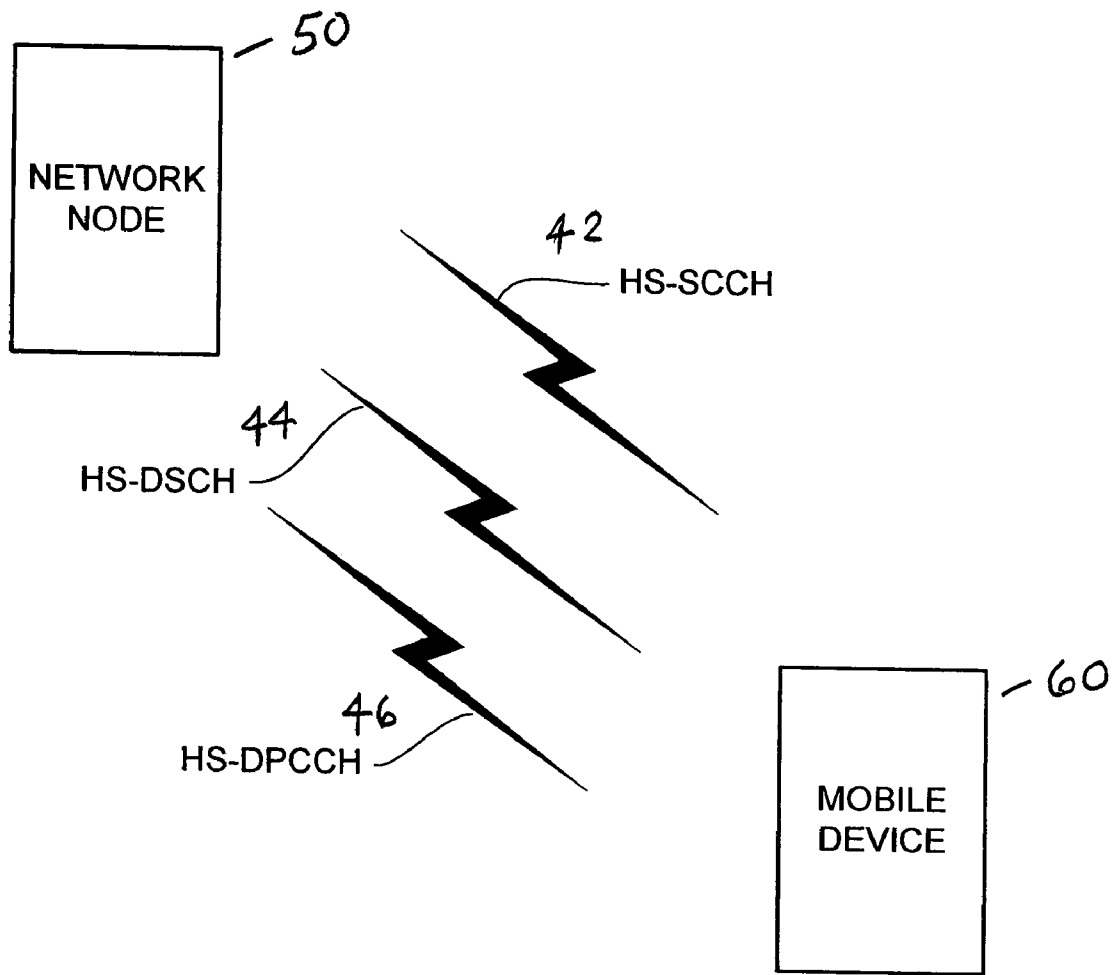 50
NETWORK
NODE
42
HS-SCCH
44
HS-DSCH
46
HS-DPCCH
60
MOBILE
DEVICE